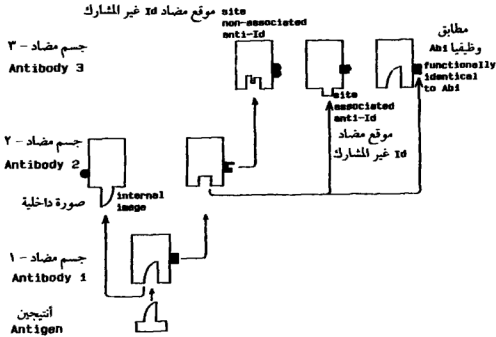 موقع مضاد Id غير المشارك site
non-associated
anti-Id
مطابق
وظيفيا Abi
functionally
identical
to Abi
جسم مضاد - ٣
Antibody 3
site
associated
anti-Id
موقع مضاد
Id غير المشارك
جسم مضاد - ٢
Antibody 2
صورة داخلية
internal
image
جسم مضاد - ١
Antibody 1
أنتيجين
Antigen